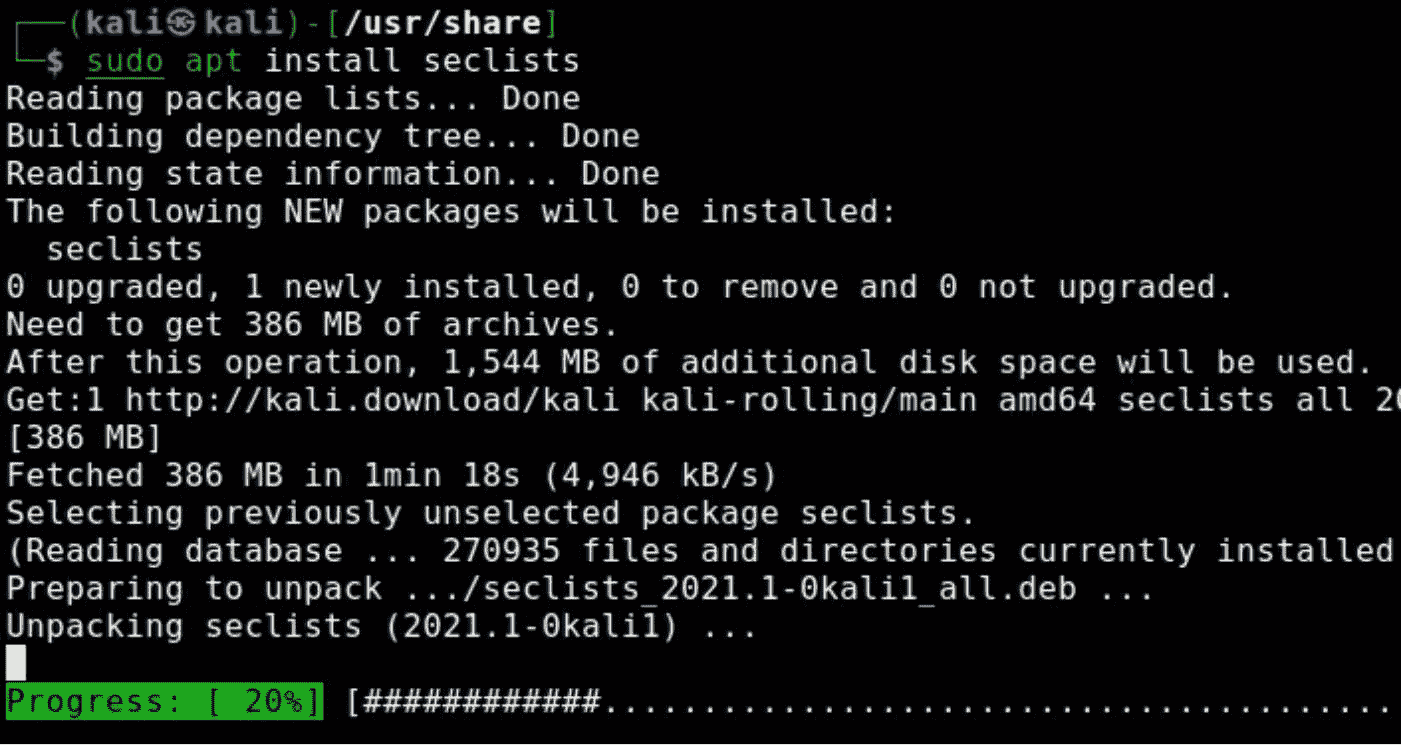 ┌──(kali㉿kali)-[/usr/share]
└─$ sudo apt install seclists
Reading package lists... Done
Building dependency tree... Done
Reading state information... Done
The following NEW packages will be installed:
  seclists
0 upgraded, 1 newly installed, 0 to remove and 0 not upgraded.
Need to get 386 MB of archives.
After this operation, 1,544 MB of additional disk space will be used.
Get:1 http://kali.download/kali kali-rolling/main amd64 seclists all
[386 MB]
Fetched 386 MB in 1min 18s (4,946 kB/s)
Selecting previously unselected package seclists.
(Reading database ... 270935 files and directories currently installed
Preparing to unpack .../seclists_2021.1-0kali1_all.deb ...
Unpacking seclists (2021.1-0kali1) ...
Progress: [ 20%] [############........................................